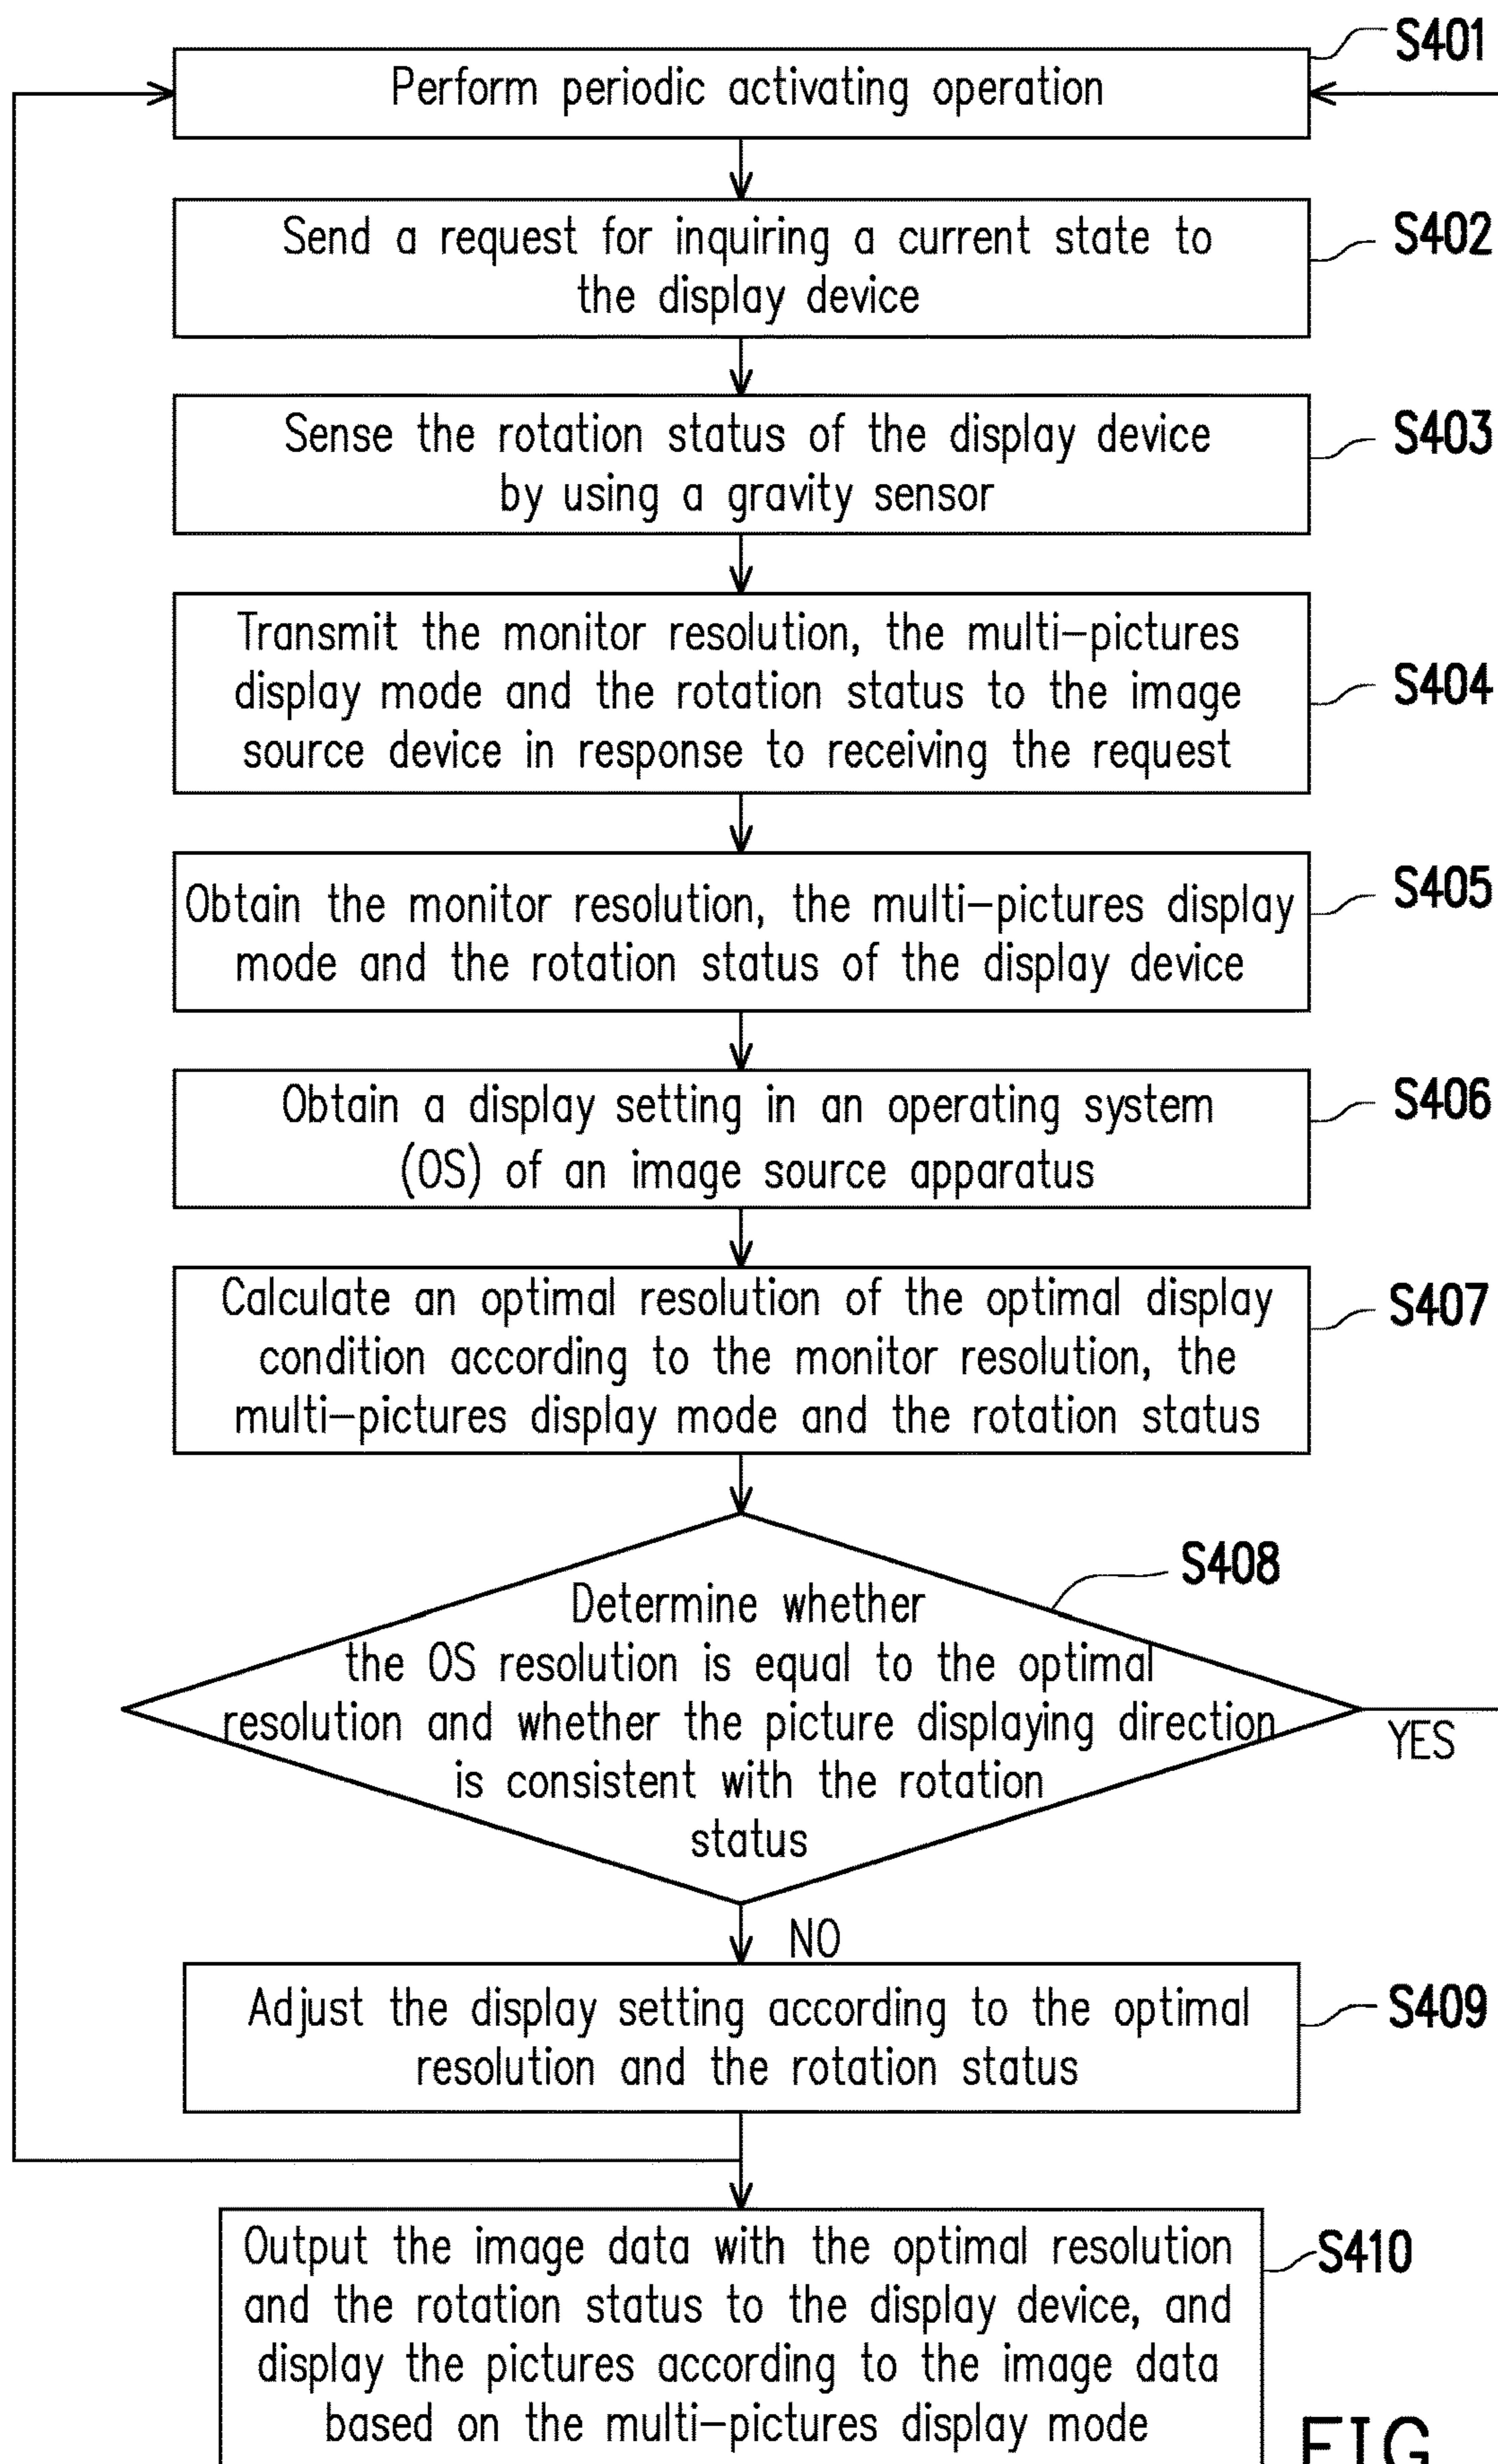 S401
Perform periodic activating operation
Send a request for inquiring a current state to
the display device
S402
Sense the rotation status of the display device
by using a gravity sensor
S403
Transmit the monitor resolution, the multi-pictures
display mode and the rotation status to the image
source device in response to receiving the request
S404
Obtain the monitor resolution, the multi-pictures display
mode and the rotation status of the display device
S405
Obtain a display setting in an operating system
(OS) of an image source apparatus
S406
Calculate an optimal resolution of the optimal display
condition according to the monitor resolution, the
multi-pictures display mode and the rotation status
S407
S408
Determine whether
the OS resolution is equal to the optimal
resolution and whether the picture displaying direction
is consistent with the rotation
status
YES
NO
Adjust the display setting according to the optimal
resolution and the rotation status
S409
Output the image data with the optimal resolution
and the rotation status to the display device, and
display the pictures according to the image data
based on the multi-pictures display mode
S410
FIG